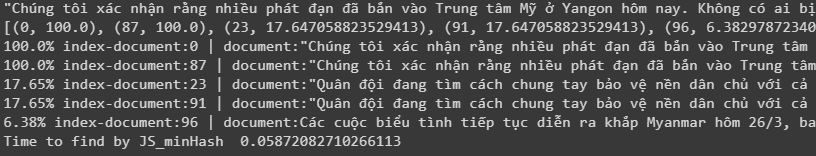 "Chúng tôi xác nhận rằng nhiều phát đạn đã bắn vào Trung tâm Mỹ ở Yangon hôm nay. Không có ai bị
[(0, 100.0), (87, 100.0), (23, 17.647058823529413), (91, 17.647058823529413), (96, 6.38297872340
100.0% index-document:0 | document:"Chúng tôi xác nhận rằng nhiều phát đạn đã bắn vào Trung tâm
100.0% index-document:87 | document:"Chúng tôi xác nhận rằng nhiều phát đạn đã bắn vào Trung tâm
17.65% index-document:23 | document:"Quân đội đang tìm cách chung tay bảo vệ nền dân chủ với cả
17.65% index-document:91 | document:"Quân đội đang tìm cách chung tay bảo vệ nền dân chủ với cả
6.38% index-document:96 | document:Các cuộc biểu tình tiếp tục diễn ra khắp Myanmar hôm 26/3, ba
Time to find by JS_minHash 0.05872082710266113